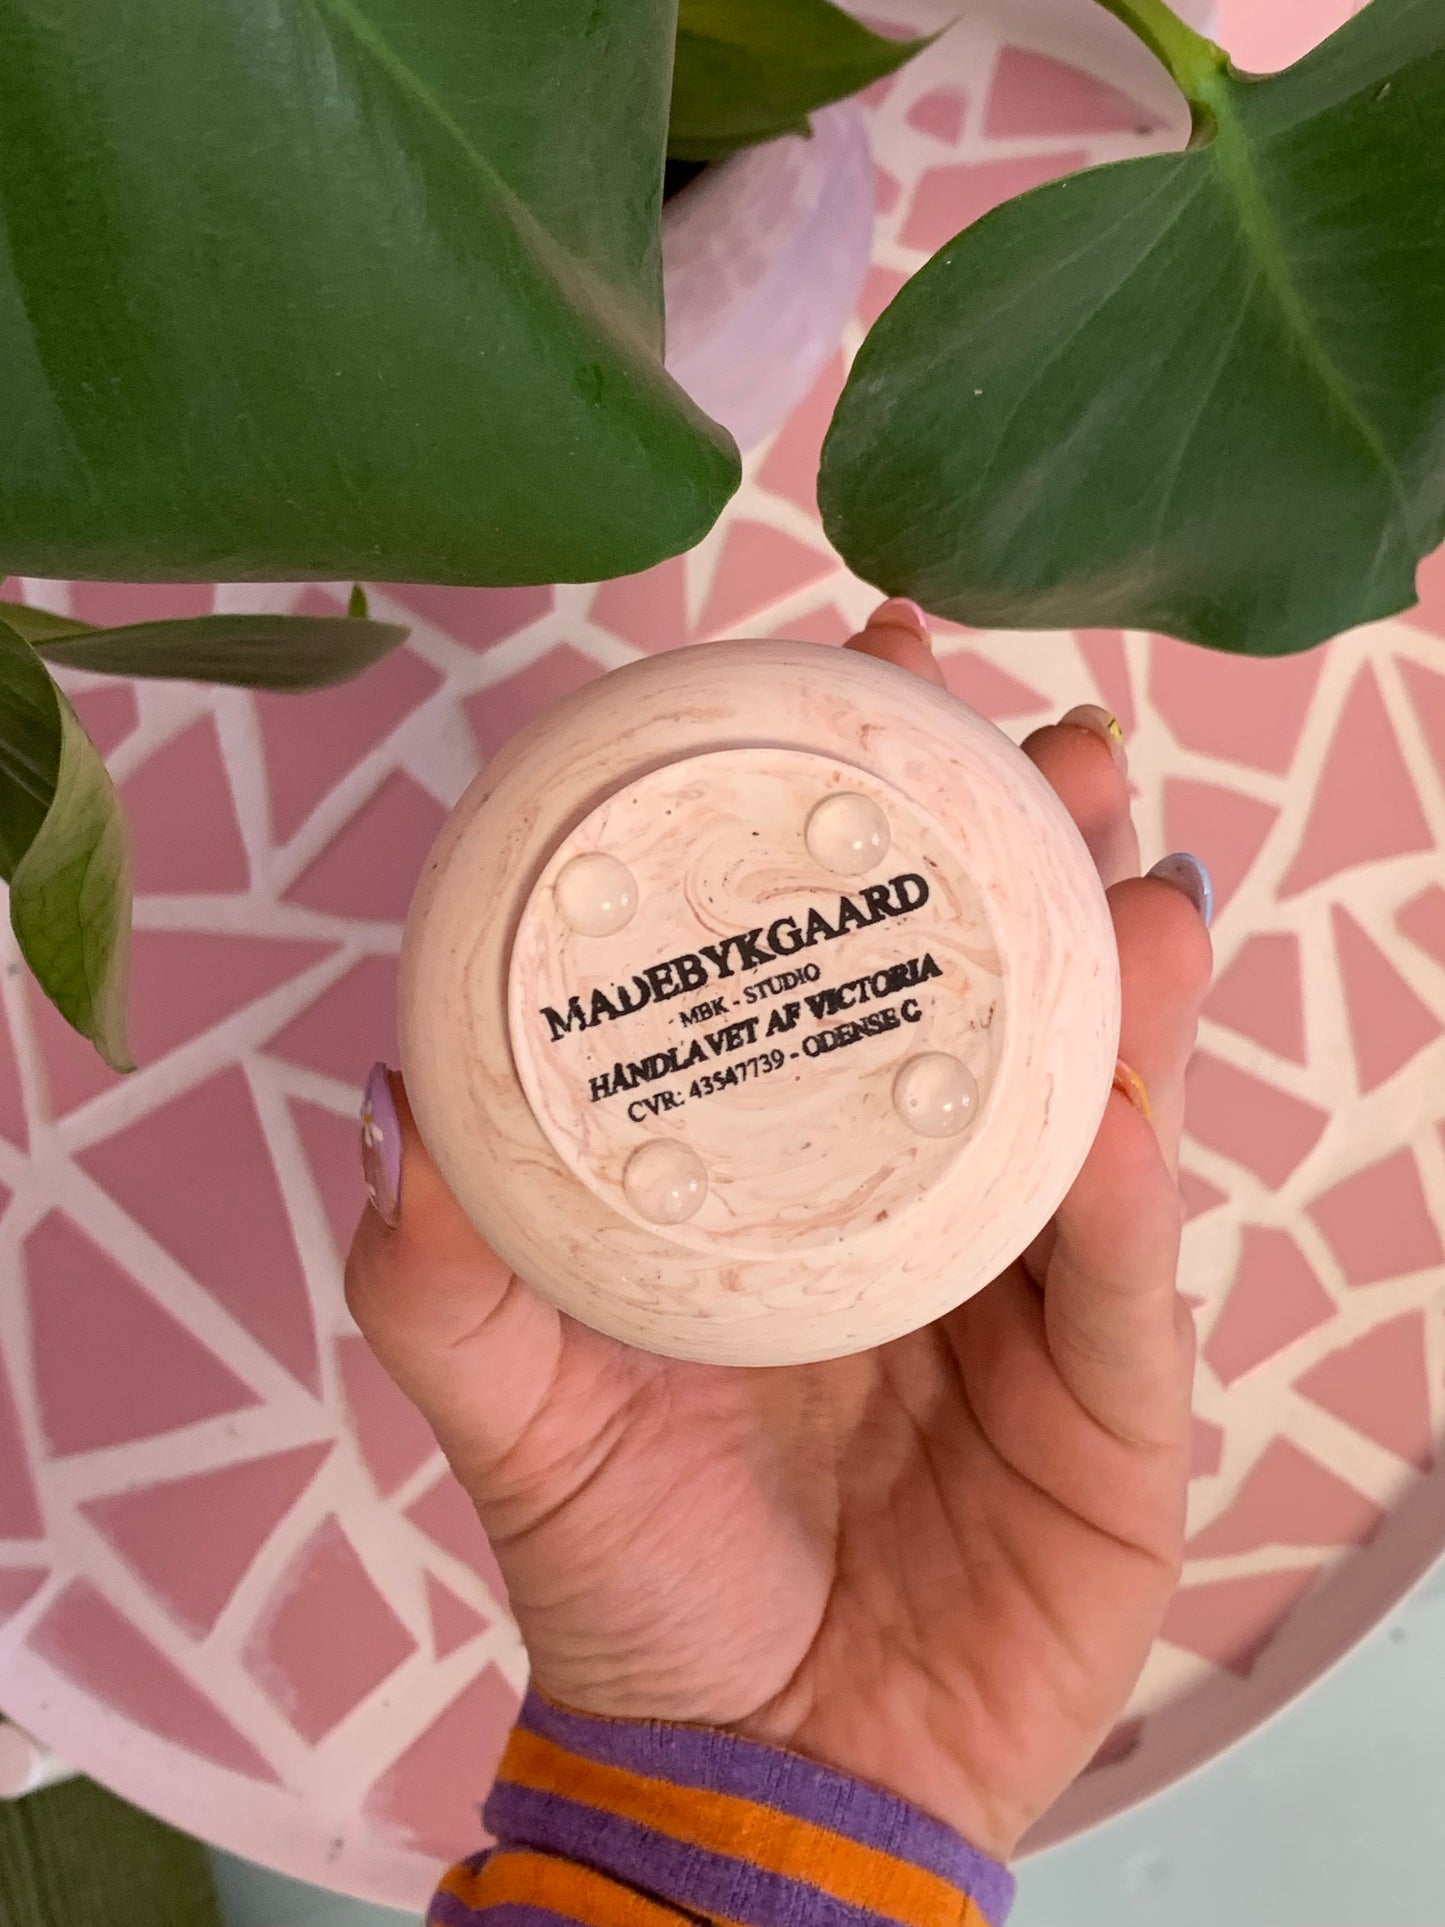 MADEBYKGAARD
MBK - STUDIO
HÅNDLAVET AF VICTORIA
CVR: 43547739 - ODENSE C